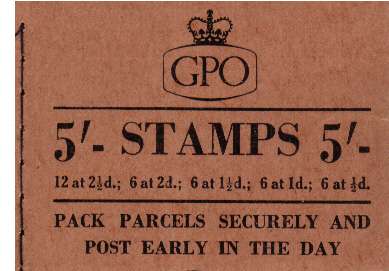 GPO
5/- STAMPS 5/-
12 at 2½d.; 6 at 2d.; 6 at 1½d.; 6 at 1d.; 6 at ½d.
PACK PARCELS SECURELY AND
POST EARLY IN THE DAY